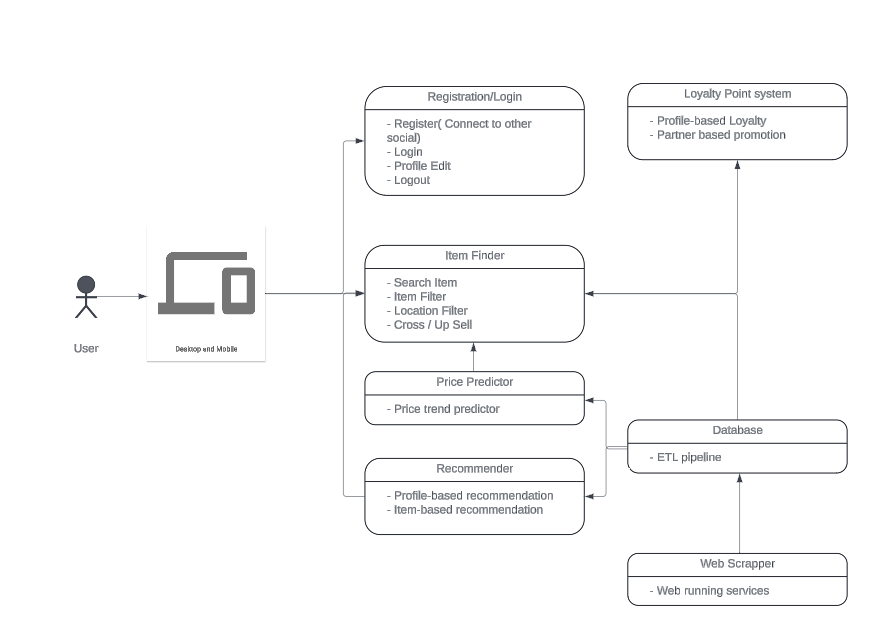 Registration/Login
- Register( Connect to other
social)
- Login
- Profile Edit
- Logout
Loyalty Point system
- Profile-based Loyalty
- Partner based promotion
User
Desktop and Mobile
Item Finder
- Search Item
- Item Filter
- Location Filter
- Cross / Up Sell
Price Predictor
- Price trend predictor
Recommender
- Profile-based recommendation
- Item-based recommendation
Database
- ETL pipeline
Web Scrapper
- Web running services